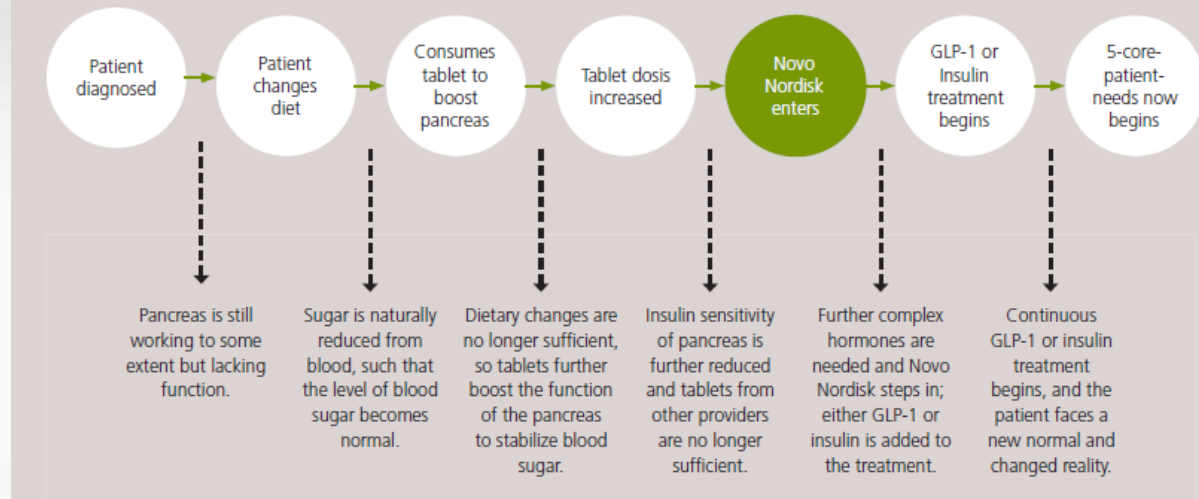 Patient
diagnosed
Patient
changes
diet
Consumes
tablet to
boost
pancreas
Tablet dosis
increased
Novo
Nordisk
enters
GLP-1 or
Insulin
treatment
begins
5-core-
patient-
needs now
begins
Pancreas is still
working to some
extent but lacking
function.
Sugar is naturally
reduced from
blood, such that
the level of blood
sugar becomes
normal.
Dietary changes are
no longer sufficient,
so tablets further
boost the function
of the pancreas
to stabilize blood
sugar.
Insulin sensitivity
of pancreas is
further reduced
and tablets from
other providers
are no longer
sufficient.
Further complex
hormones are
needed and Novo
Nordisk steps in;
either GLP-1 or
insulin is added to
the treatment.
Continuous
GLP-1 or insulin
treatment
begins, and the
patient faces a
new normal and
changed reality.